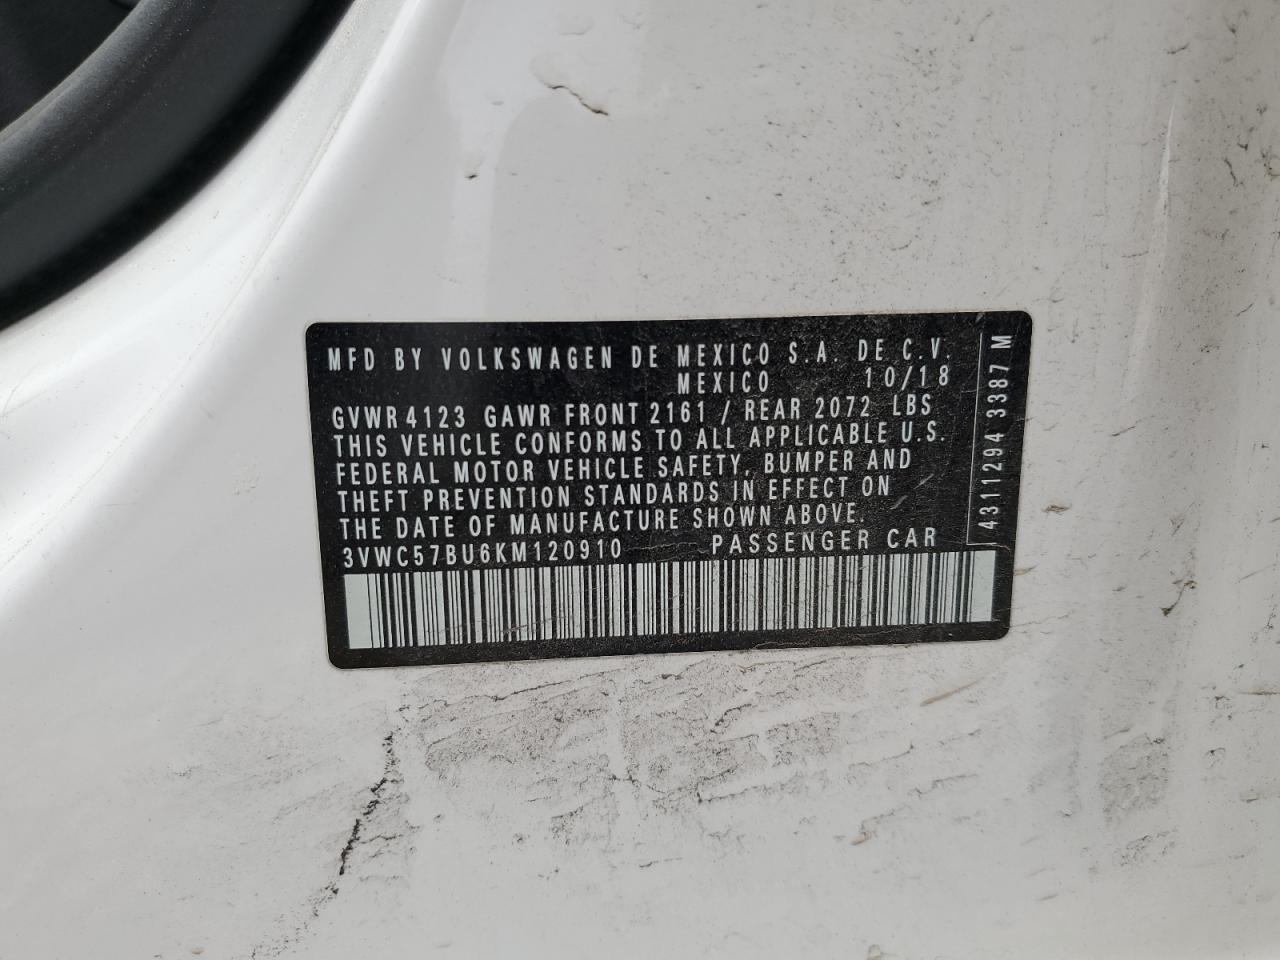 MFD BY VOLKSWAGEN DE MEXICO S.A. DE C.V.
MEXICO 10/18
GVWR 4123 GAWR FRONT 2161 / REAR 2072 LBS
THIS VEHICLE CONFORMS TO ALL APPLICABLE U.S.
FEDERAL MOTOR VEHICLE SAFETY, BUMPER AND
THEFT PREVENTION STANDARDS IN EFFECT ON
THE DATE OF MANUFACTURE SHOWN ABOVE.
3VWC57BU6KM120910 PASSENGER CAR
4311294 3387 M